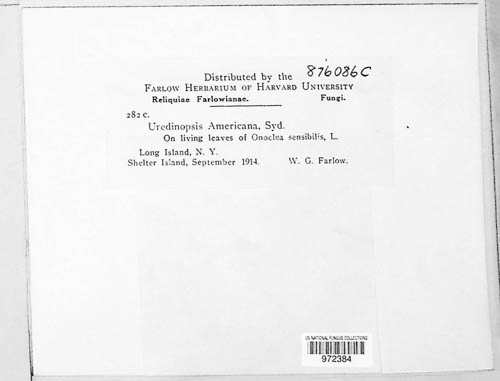 Distributed by the 876086C
FARLOW HERBARIUM OF HARVARD UNIVERSITY
Reliquiae Farlowianae. Fungi.
282 c.
Uredinopsis Americana, Syd.
On living leaves of Onoclea sensibilis, L.
Long Island, N. Y.
Shelter Island, September 1914. W. G. Farlow.
US NATIONAL FUNGUS COLLECTIONS
972384